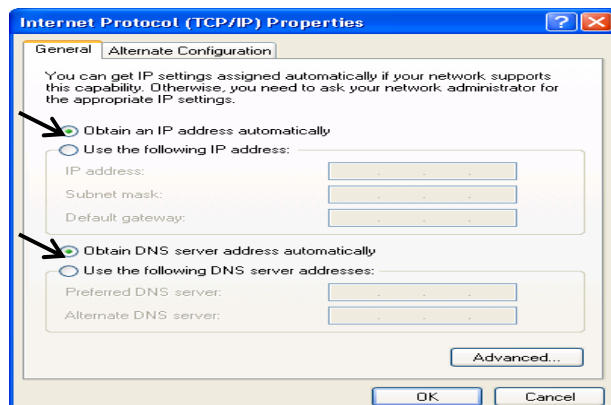 Internet Protocol (TCP/IP) Properties
General
Alternate Configuration
You can get IP settings assigned automatically if your network supports
this capability. Otherwise, you need to ask your network administrator for
the appropriate IP settings.
Obtain an IP address automatically
Use the following IP address:
IP address:
Subnet mask:
Default gateway:
Obtain DNS server address automatically
Use the following DNS server addresses:
Preferred DNS server:
Alternate DNS server:
Advanced...
OK
Cancel